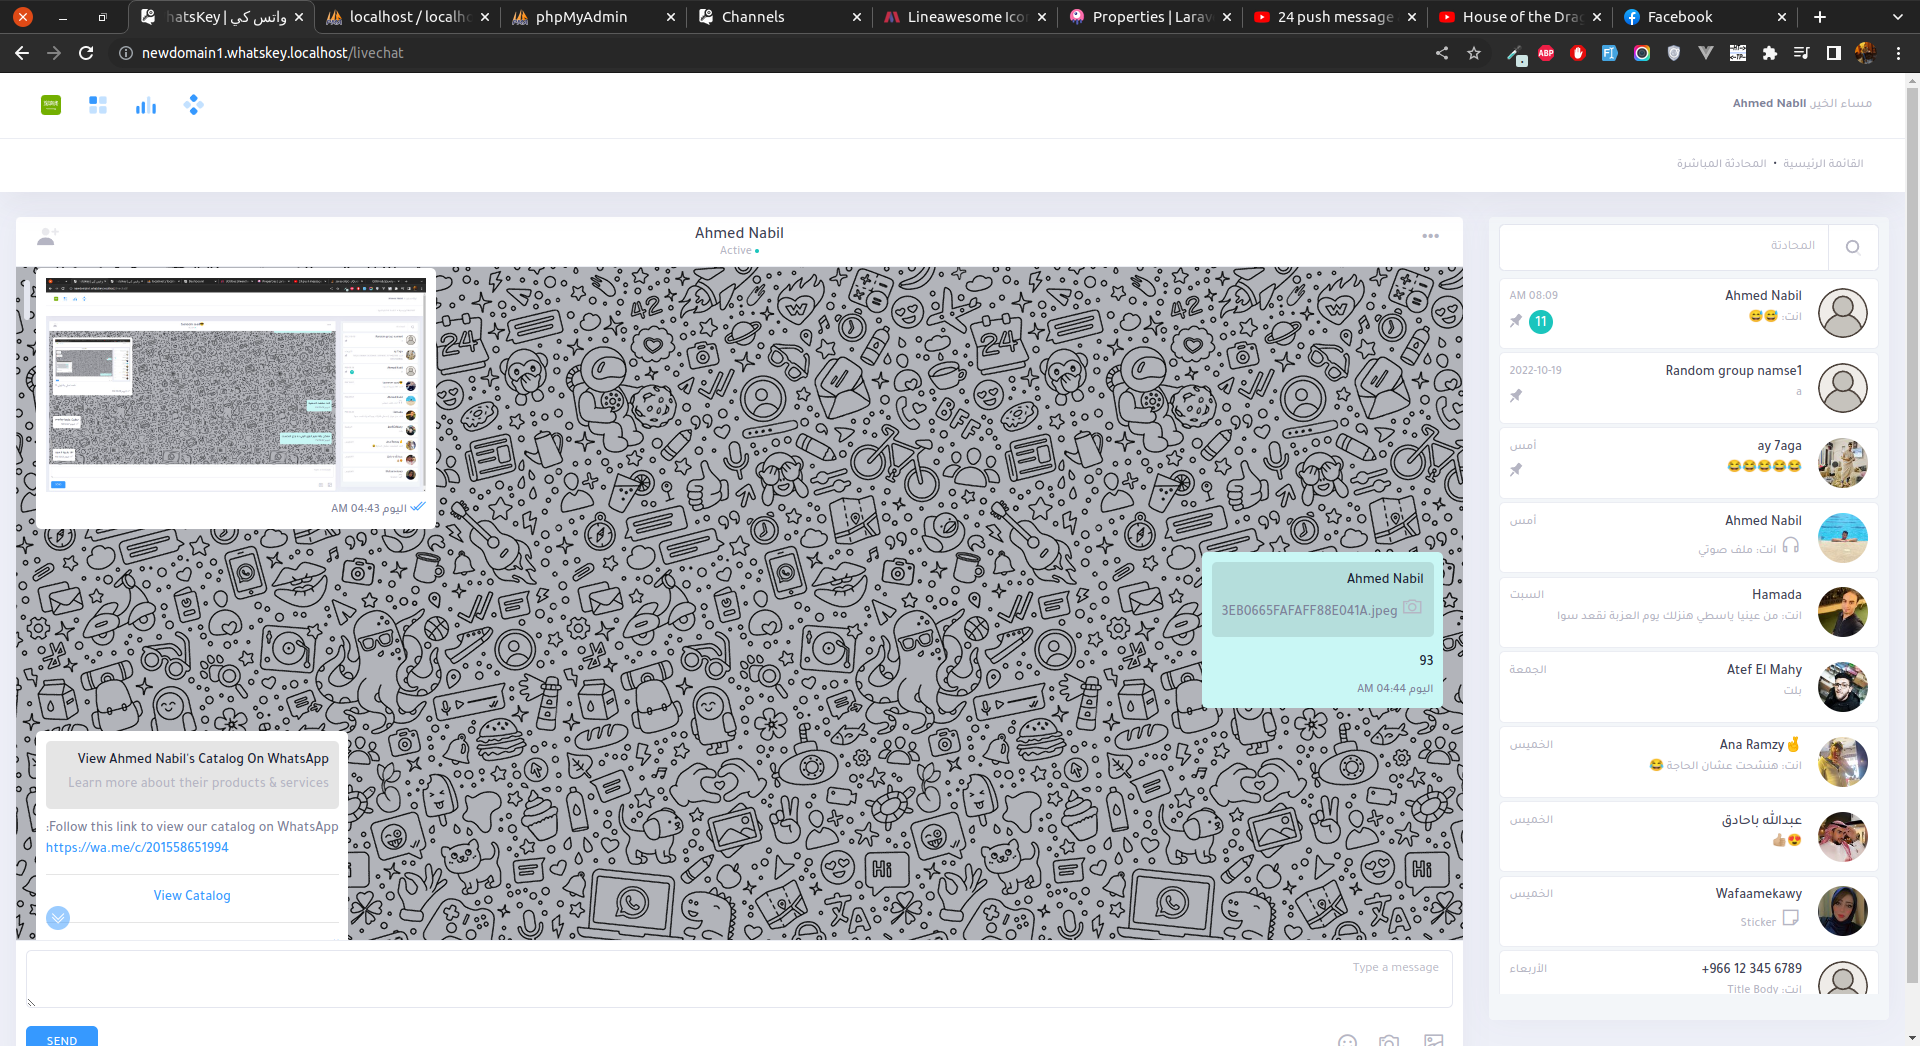 hatsKey | واتس كي
localhost / localho
phpMyAdmin
Channels
Lineawesome Ico
Properties | Larav
24 push message
House of the Drag
Facebook
newdomain1.whatskey.localhost/livechat
مساء الخير, Ahmed Nabil
القائمة الرئيسية • المحادثة المباشرة
Ahmed Nabil
Active
اليوم 04:43 AM
Ahmed Nabil
3EB0665FAFAFF88E041A.jpeg
93
اليوم 04:44 AM
View Ahmed Nabil's Catalog On WhatsApp
Learn more about their products & services
:Follow this link to view our catalog on WhatsApp
https://wa.me/c/201558651994
View Catalog
Type a message
SEND
المحادثة
Ahmed Nabil
AM 08:09
انت: 😅😅
11
Random group namse1
2022-10-19
a
ay 7aga
أمس
😂😂😂😂😂
Ahmed Nabil
أمس
انت: ملف صوتي
Hamada
السبت
انت: من عينيا ياسطي هنزلك يوم العزبة نقعد سوا
Atef El Mahy
الجمعة
بلت
Ana Ramzy🤞
الخميس
انت: هنشحت عشان الحاجة 😂
عبدالله باحاذق
الخميس
😍👍🏼
Wafaamekawy
الخميس
Sticker
+966 12 345 6789
الأربعاء
انت: Title Body